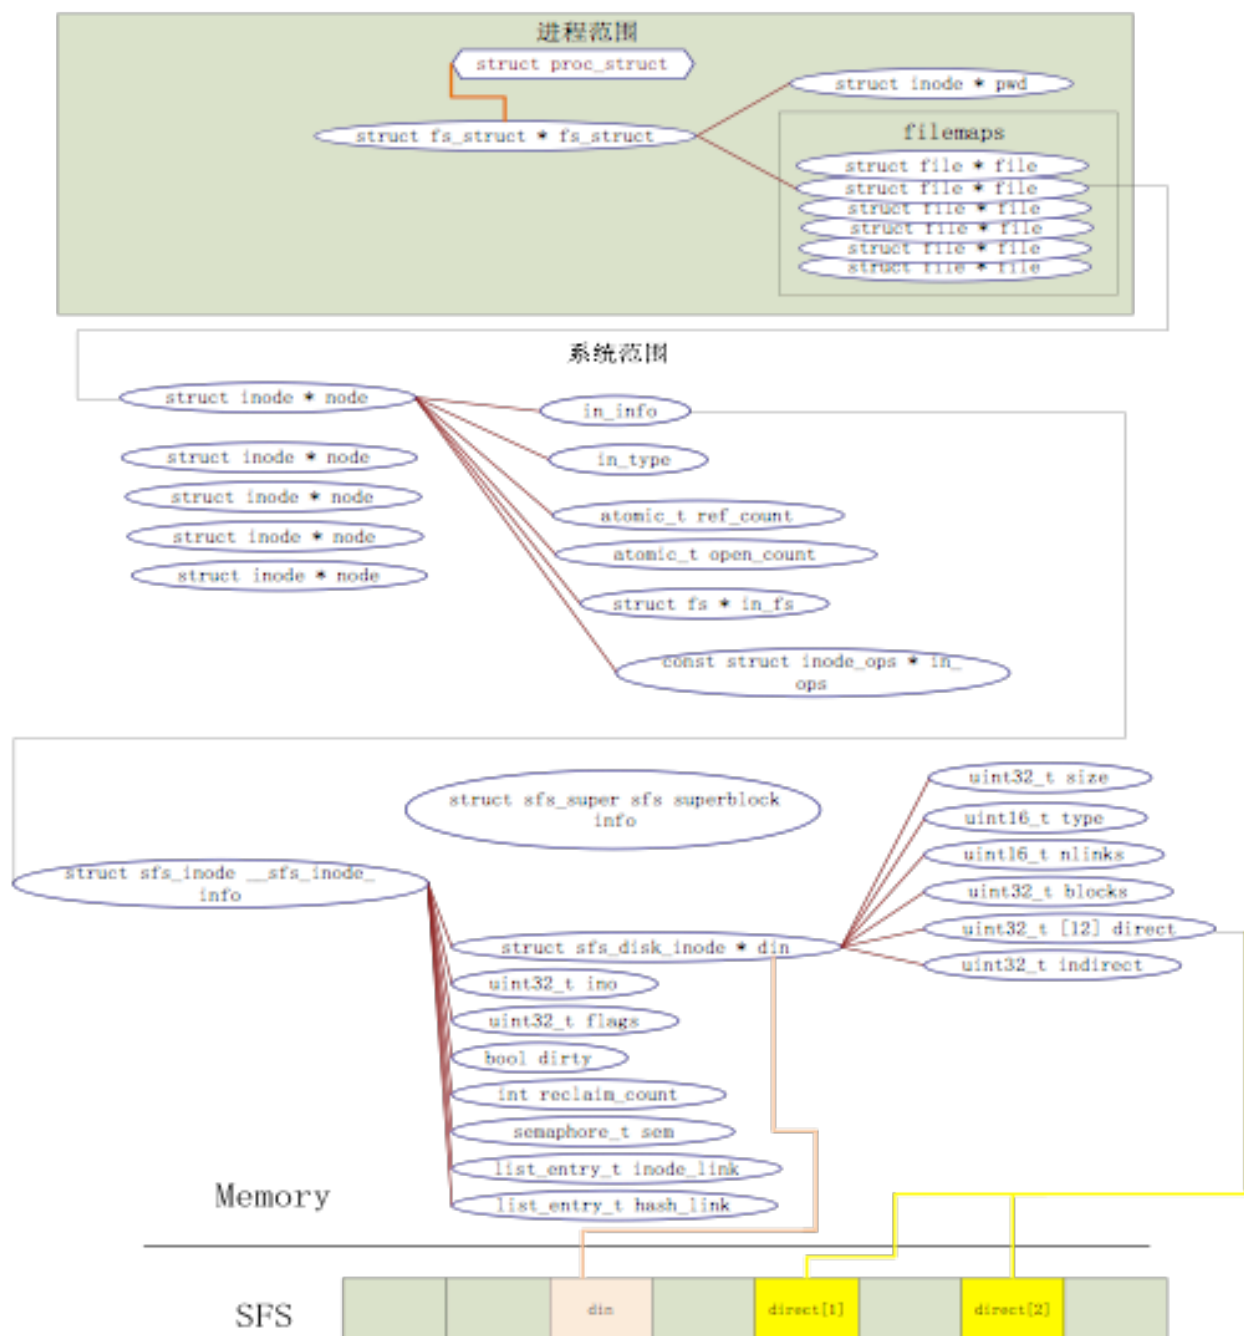 进程范围
struct proc_struct
struct inode * pwd
struct fs_struct * fs_struct
filemaps
struct file * file
struct file * file
struct file * file
struct file * file
struct file * file
struct file * file
系统范围
struct inode * node
in_info
struct inode * node
in_type
struct inode * node
atomic_t ref_count
struct inode * node
atomic_t open_count
struct inode * node
struct fs * in_fs
const struct inode_ops * in_
ops
struct sfs_super sfs superblock
info
uint32_t size
uint16_t type
uint16_t nlinks
struct sfs_inode __sfs_inode_
info
uint32_t blocks
uint32_t [12] direct
struct sfs_disk_inode * din
uint32_t indirect
uint32_t ino
uint32_t flags
bool dirty
int reclaim_count
semaphore_t sem
list_entry_t inode_link
list_entry_t hash_link
Memory
SFS
din
direct[1]
direct[2]